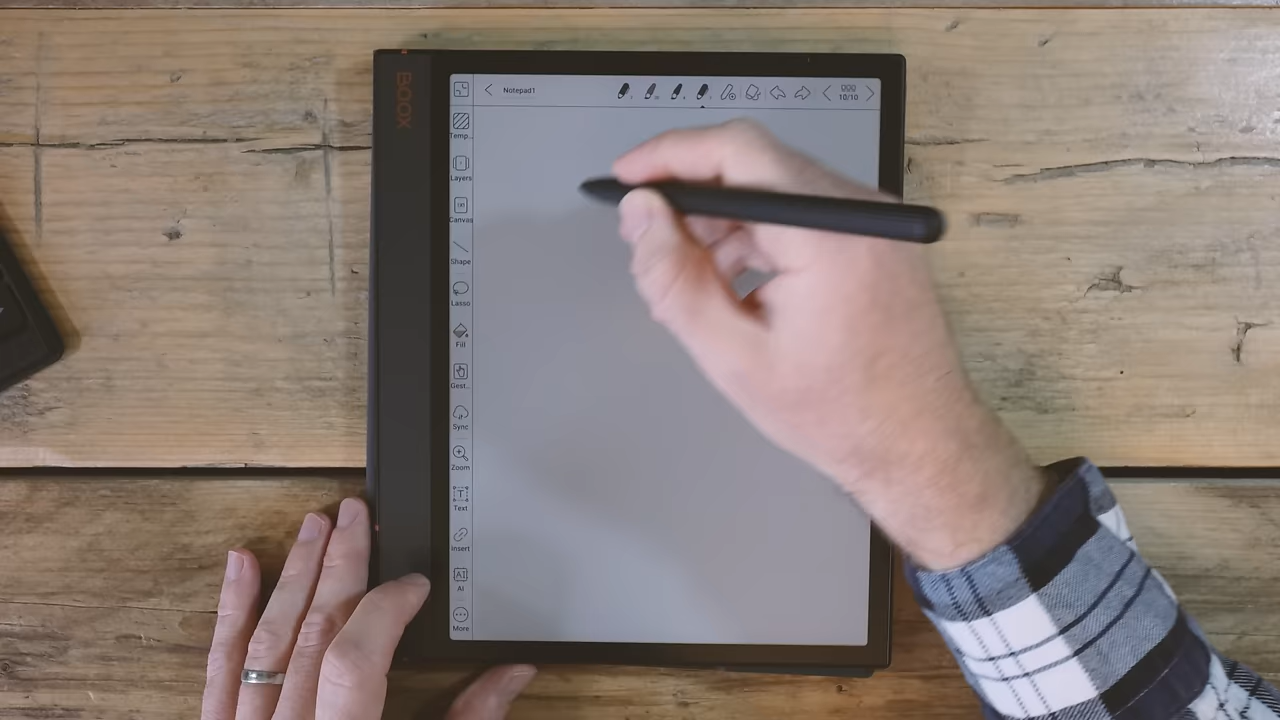 BOOX
Notepad1
10/10
Temp..
Layers
Canvas
Shape
Lasso
Fill
Gest..
Sync
Zoom
Text
Insert
AI
More